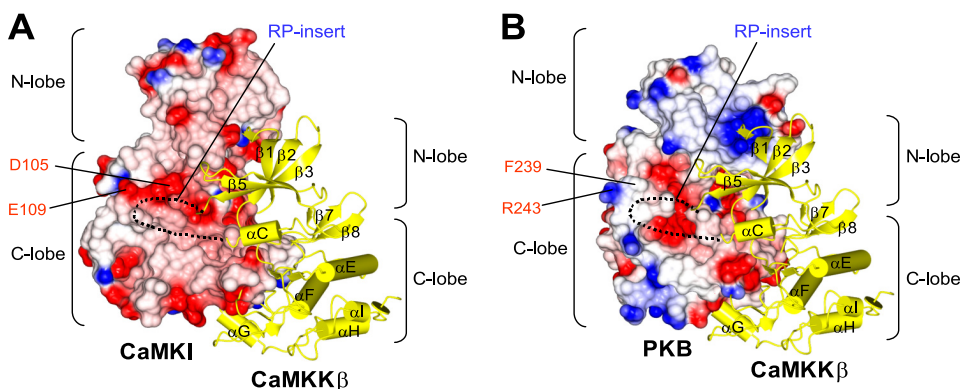 A
RP-insert
N-lobe
D105
E109
C-lobe
β1
β2
β3
β5
β7
β8
αC
αE
αF
αG
αI
αH
N-lobe
C-lobe
CaMKI
CaMKKβ
B
RP-insert
N-lobe
F239
R243
C-lobe
β1
β2
β3
β5
β7
β8
αC
αE
αF
αG
αI
αH
N-lobe
C-lobe
PKB
CaMKKβ